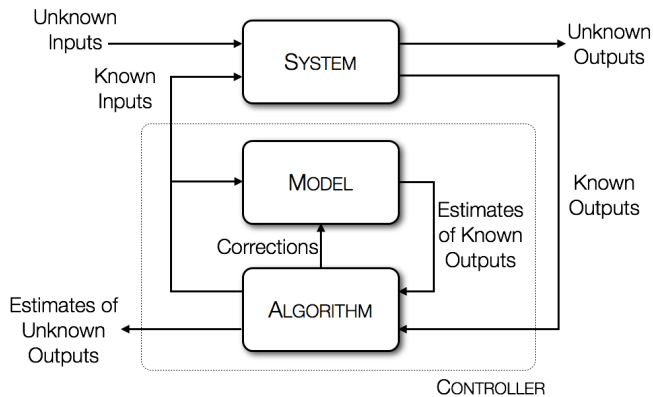 Unknown
Inputs
SYSTEM
Unknown
Outputs
Known
Inputs
MODEL
Known
Outputs
Estimates
of Known
Outputs
Corrections
ALGORITHM
Estimates of
Unknown
Outputs
CONTROLLER